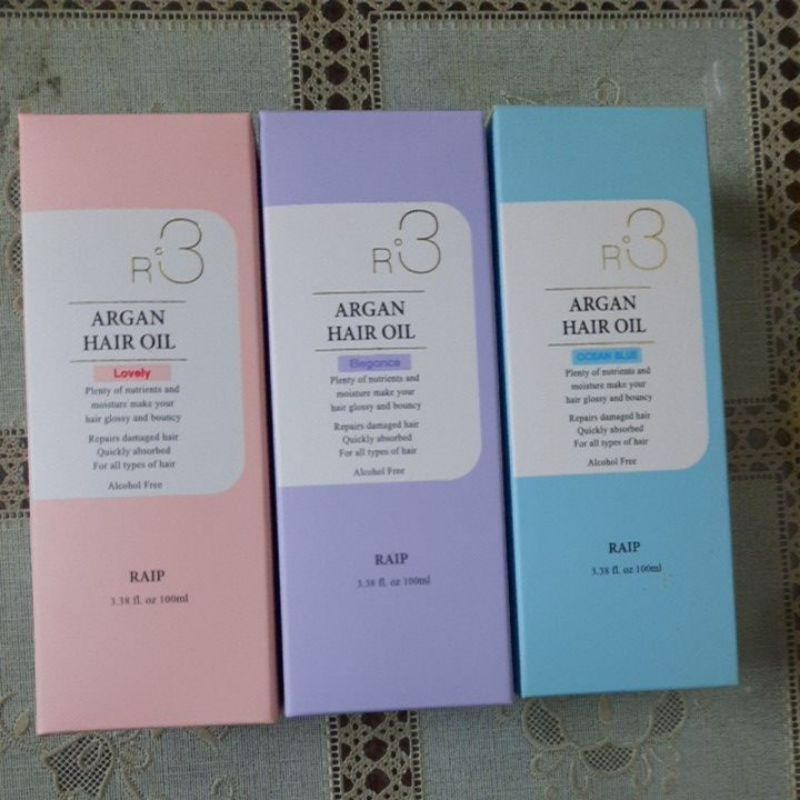 R3
ARGAN
HAIR OIL
Lovely
Plenty of nutrients and
moisture make your
hair glossy and bouncy
Repairs damaged hair
Quickly absorbed
For all types of hair
Alcohol Free
RAIP
3.38 fl. oz 100ml
R3
ARGAN
HAIR OIL
Elegance
Plenty of nutrients and
moisture make your
hair glossy and bouncy
Repairs damaged hair
Quickly absorbed
For all types of hair
Alcohol Free
RAIP
3.38 fl. oz 100ml
R3
ARGAN
HAIR OIL
OCEAN BLUE
Plenty of nutrients and
moisture make your
hair glossy and bouncy
Repairs damaged hair
Quickly absorbed
For all types of hair
Alcohol Free
RAIP
3.38 fl. oz 100ml